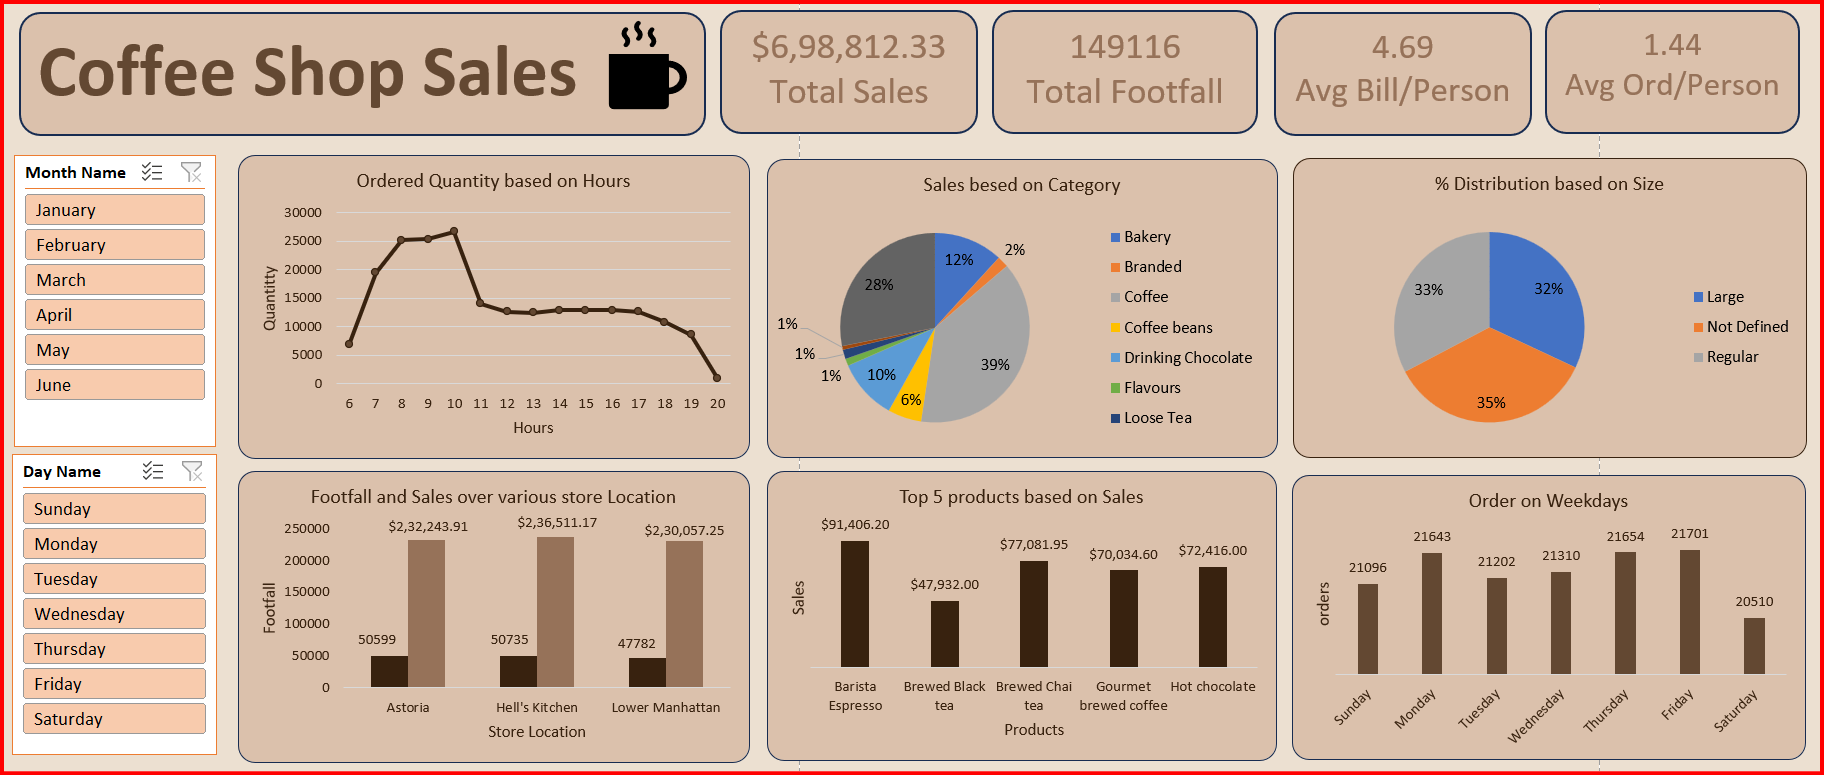 Coffee Shop Sales
$6,98,812.33
Total Sales
149116
Total Footfall
4.69
Avg Bill/Person
1.44
Avg Ord/Person
Month Name
January
February
March
April
May
June
Day Name
Sunday
Monday
Tuesday
Wednesday
Thursday
Friday
Saturday
Ordered Quantity based on Hours
30000
25000
20000
15000
10000
5000
0
Quantitty
6 7 8 9 10 11 12 13 14 15 16 17 18 19 20
Hours
Sales besed on Category
12%
2%
28%
39%
1%
1%
1%
10%
6%
Bakery
Branded
Coffee
Coffee beans
Drinking Chocolate
Flavours
Loose Tea
% Distribution based on Size
33%
32%
35%
Large
Not Defined
Regular
Footfall and Sales over various store Location
250000
200000
150000
100000
50000
0
Footfall
$2,32,243.91
$2,36,511.17
$2,30,057.25
50599
50735
47782
Astoria
Hell's Kitchen
Lower Manhattan
Store Location
Top 5 products based on Sales
Sales
$91,406.20
$47,932.00
$77,081.95
$70,034.60
$72,416.00
Barista
Espresso
Brewed Black
tea
Brewed Chai
tea
Gourmet
brewed coffee
Hot chocolate
Products
Order on Weekdays
orders
21096
21643
21202
21310
21654
21701
20510
Sunday
Monday
Tuesday
Wednesday
Thursday
Friday
Saturday